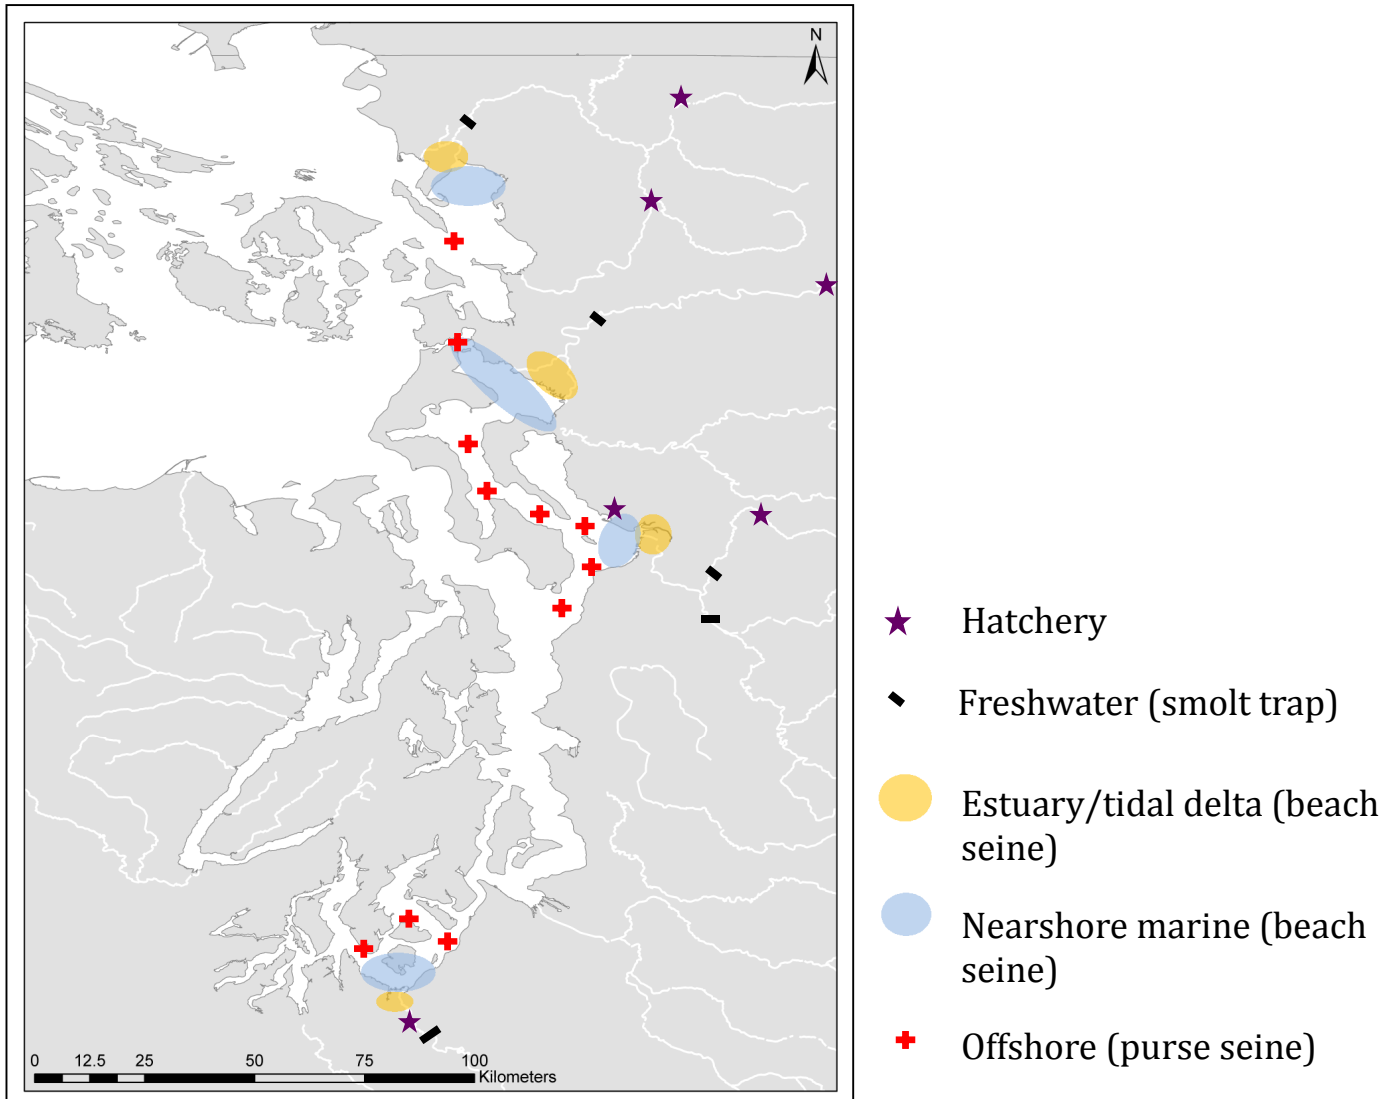 N
Hatchery
Freshwater (smolt trap)
Estuary/tidal delta (beach
seine)
Nearshore marine (beach
seine)
Offshore (purse seine)
0 12.5 25 50 75 100
Kilometers